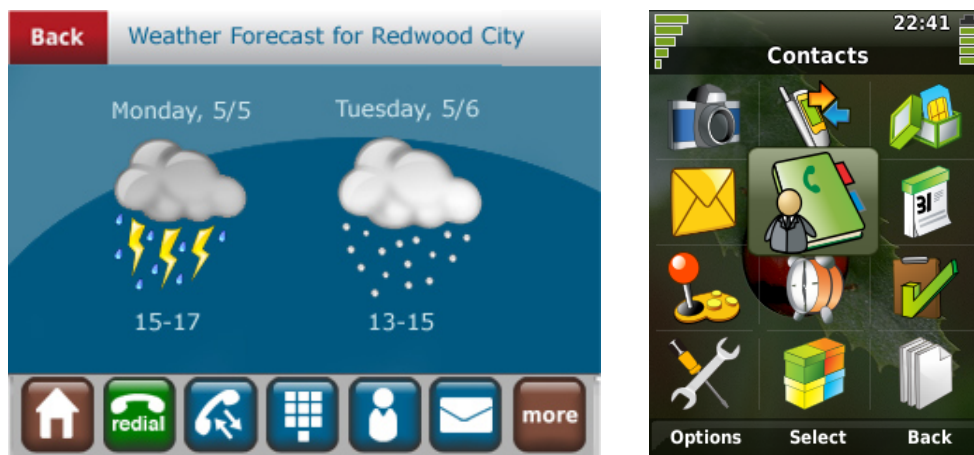 Back Weather Forecast for Redwood City
Monday, 5/5 Tuesday, 5/6
15-17 13-15
redial more
22:41
Contacts
31
Options Select Back